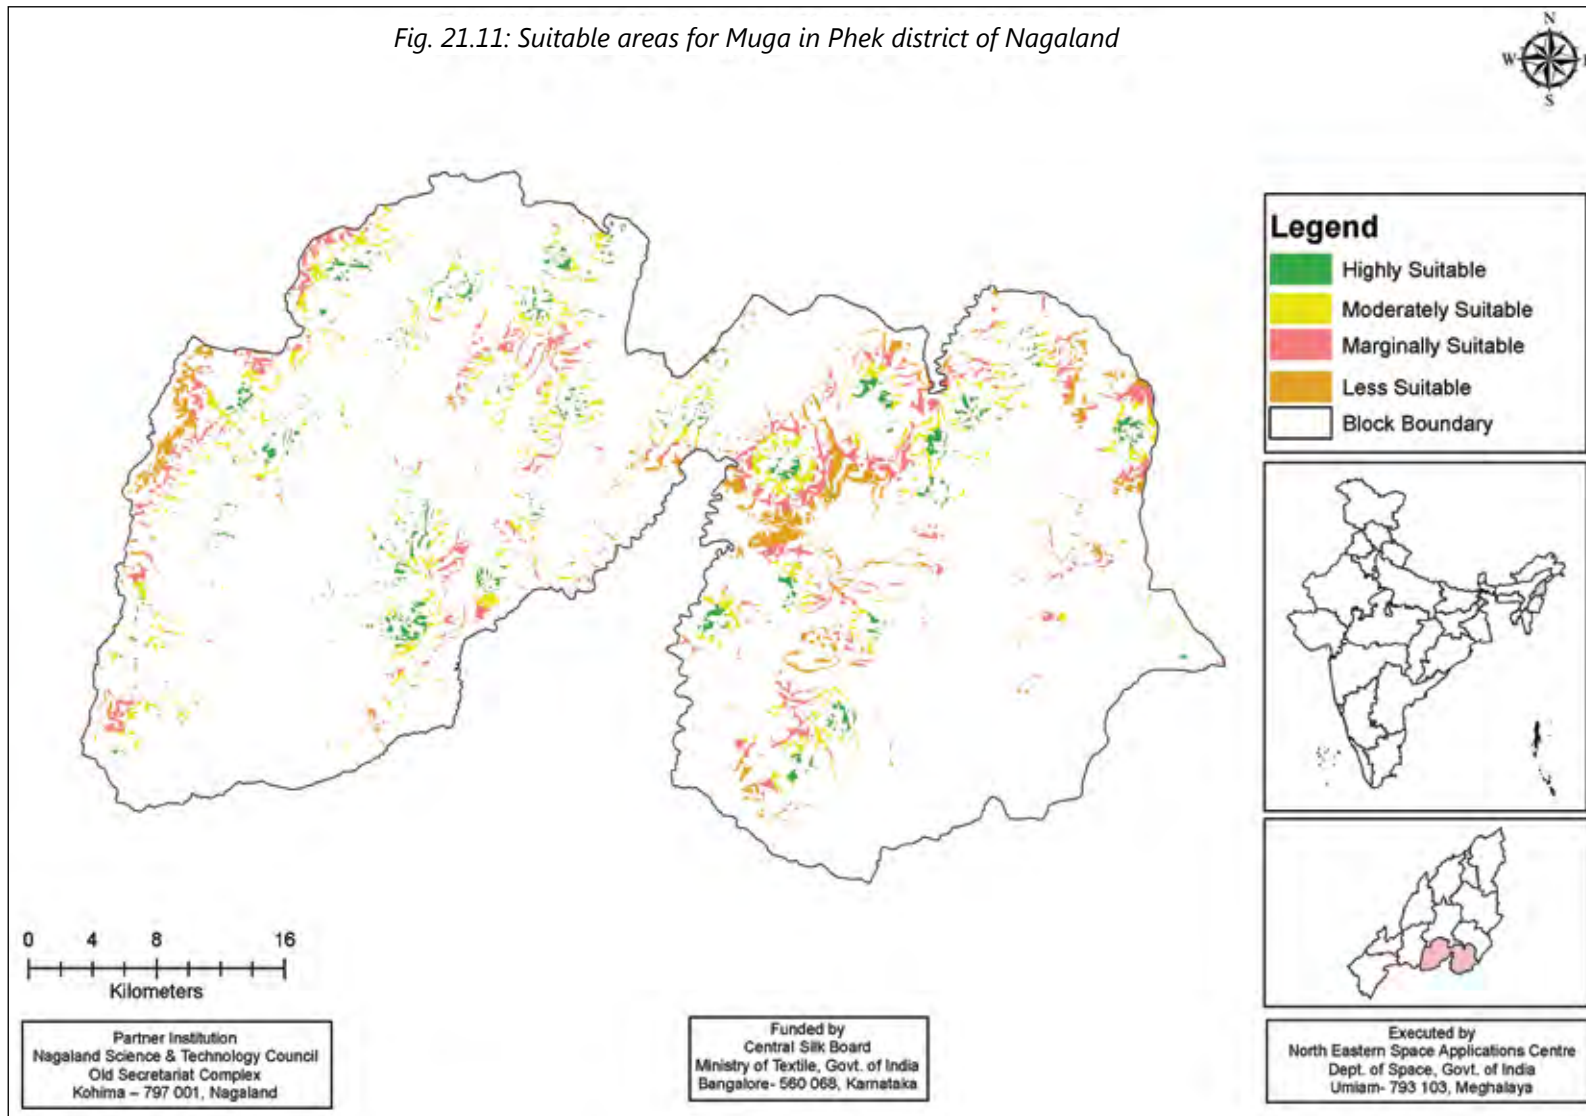 Fig. 21.11: Suitable areas for Muga in Phek district of Nagaland
N
W
S
Legend
Highly Suitable
Moderately Suitable
Marginally Suitable
Less Suitable
Block Boundary
0 4 8 16
Kilometers
Partner Institution
Nagaland Science & Technology Council
Old Secretariat Complex
Kohima – 797 001, Nagaland
Funded by
Central Silk Board
Ministry of Textile, Govt. of India
Bangalore- 560 068, Karnataka
Executed by
North Eastern Space Applications Centre
Dept. of Space, Govt. of India
Umiam- 793 103, Meghalaya